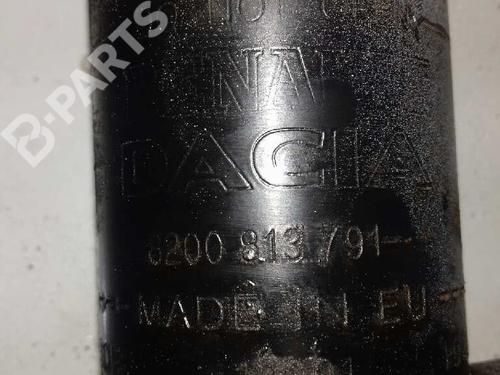 B-PARTS
DACIA
8200 813 791--
MADE IN EU